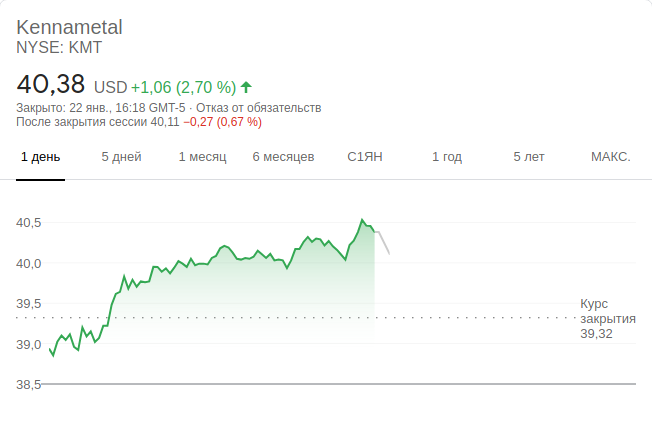 Kennametal
NYSE: KMT
40,38 USD +1,06 (2,70 %)
Закрыто: 22 янв., 16:18 GMT-5 · Отказ от обязательств
После закрытия сессии 40,11 −0,27 (0,67 %)
1 день 5 дней 1 месяц 6 месяцев С1ЯН 1 год 5 лет МАКС.
40,5
40,0
39,5
Курс
закрытия
39,32
39,0
38,5